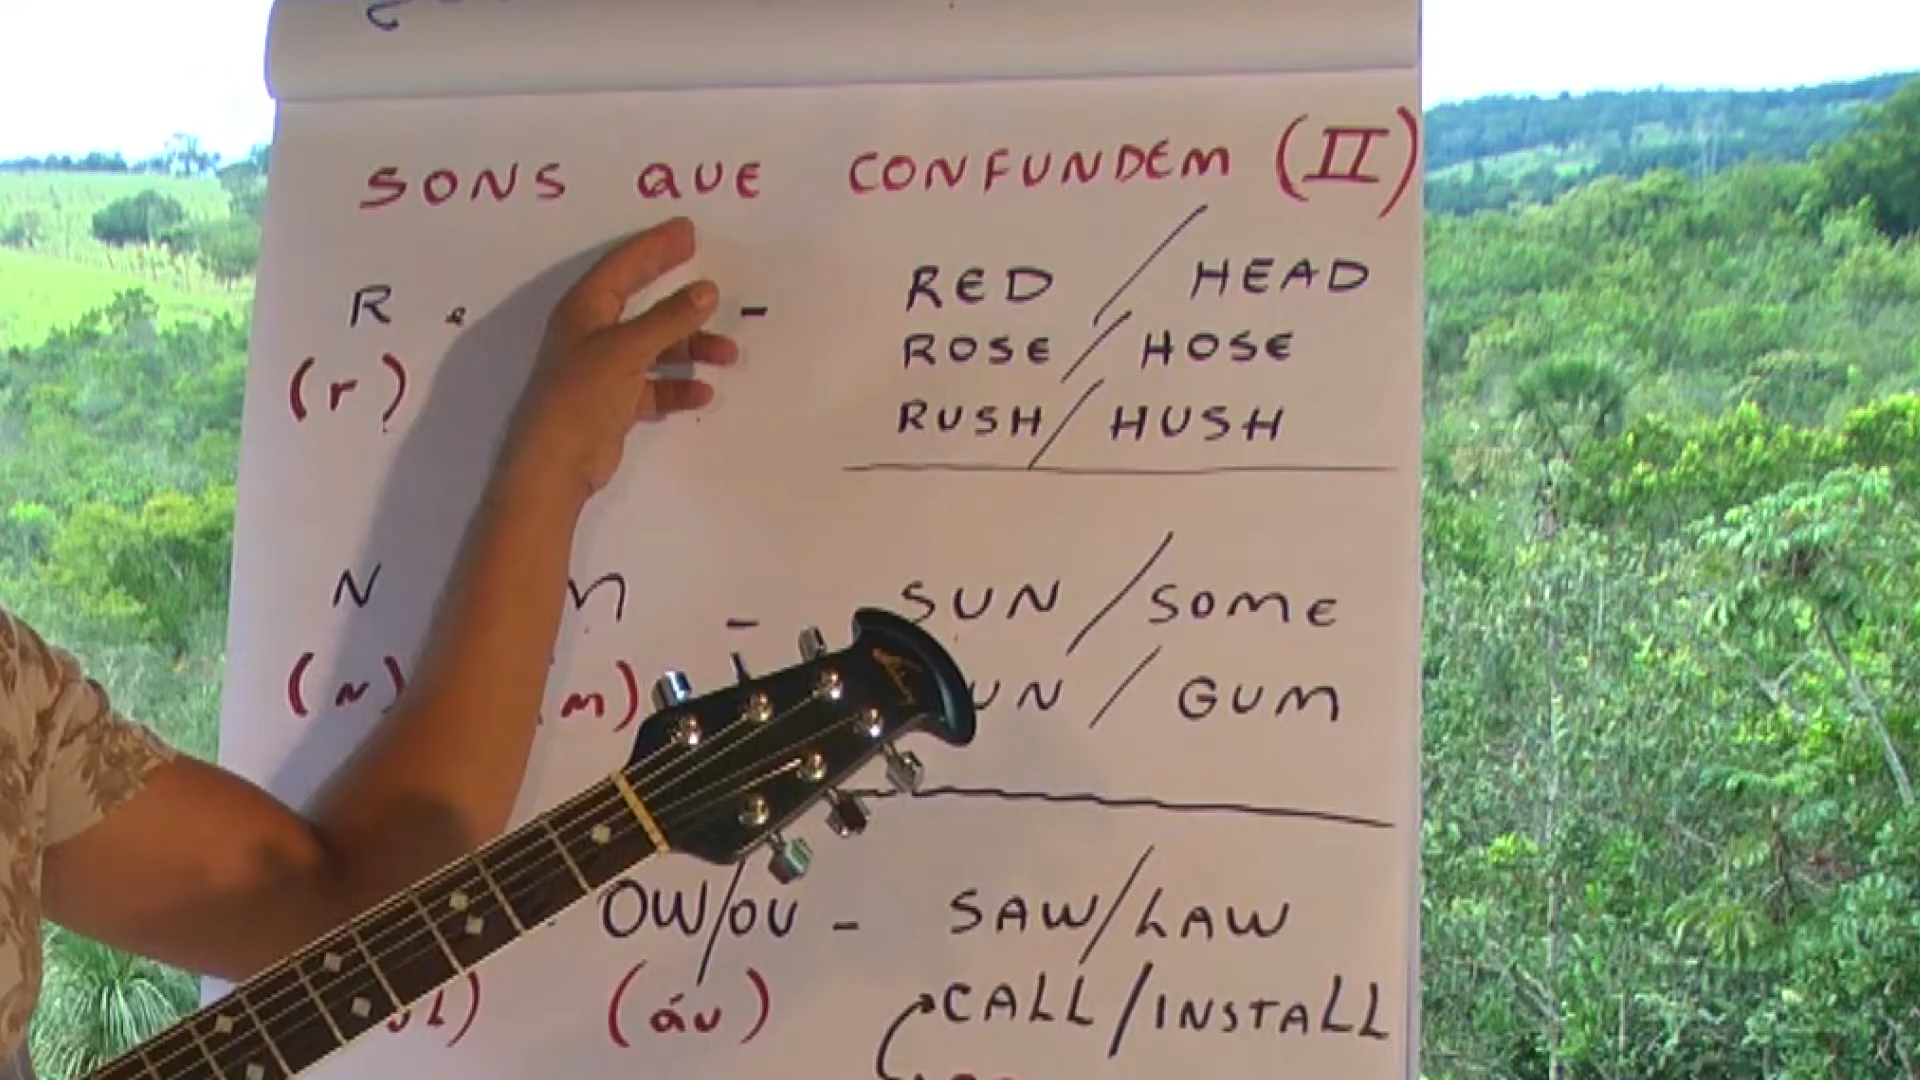 SONS QUE CONFUNDEM (II)
R e - RED / HEAD
(r) ROSE / HOSE
RUSH / HUSH
N - SUN / SOME
(n) (m) GUM
OW/OU - SAW/LAW
(áu) CALL/INSTALL